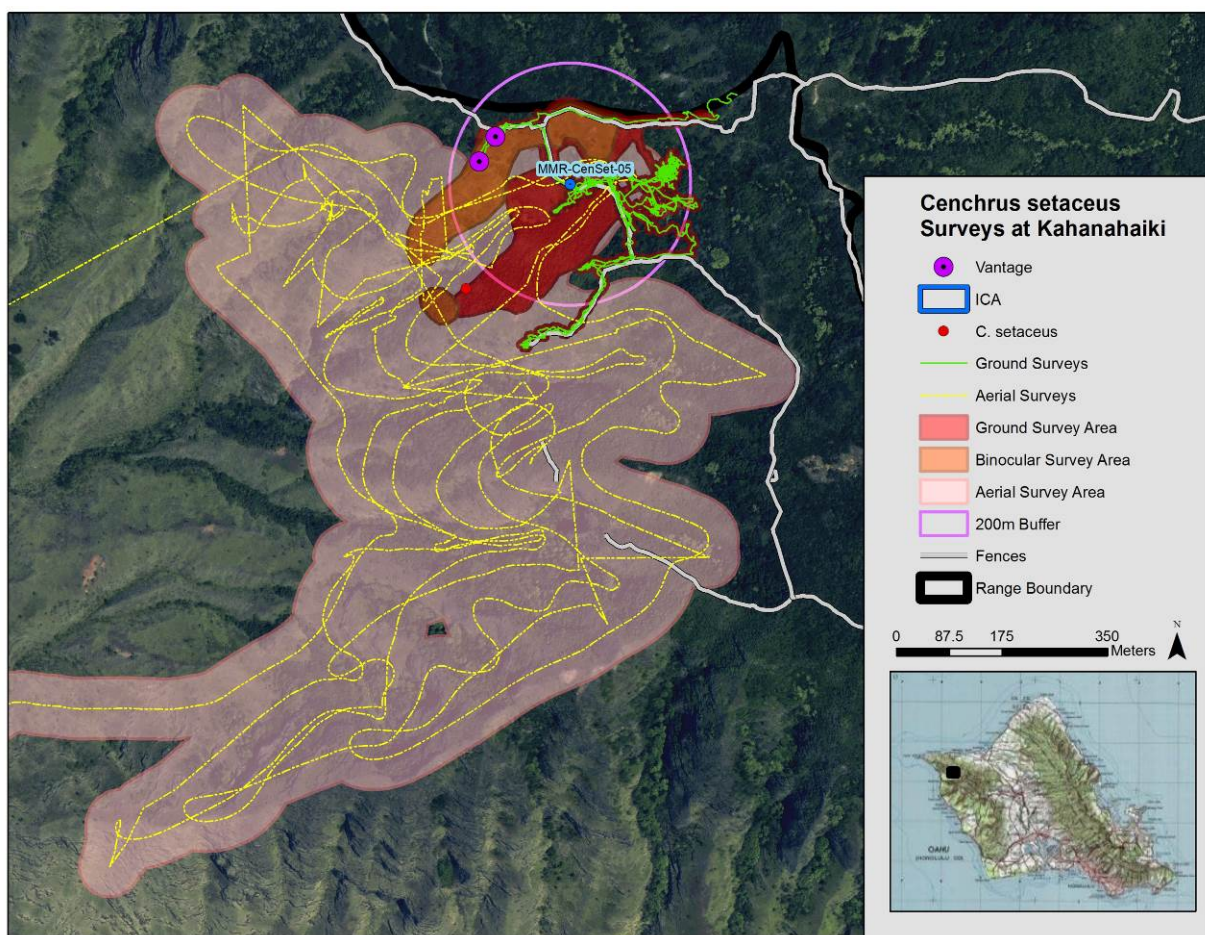 MMR-CenSet-05
Cenchrus setaceus
Surveys at Kahanahaiki
Vantage
ICA
C. setaceus
Ground Surveys
Aerial Surveys
Ground Survey Area
Binocular Survey Area
Aerial Survey Area
200m Buffer
Fences
Range Boundary
N
0 87.5 175 350
Meters
OAHU